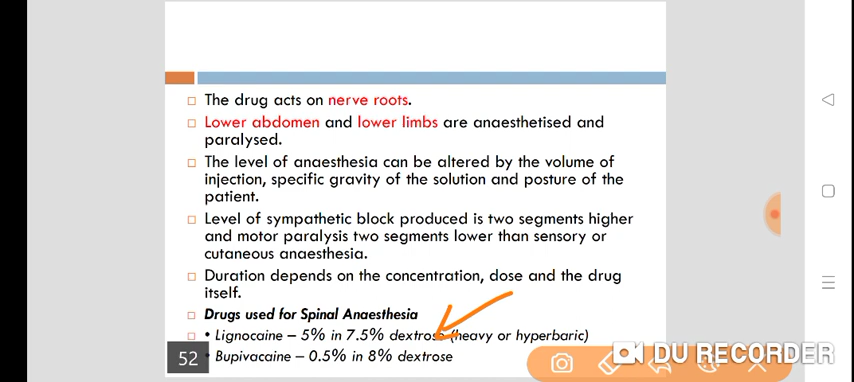 The drug acts on nerve roots.
Lower abdomen and lower limbs are anaesthetised and
paralysed.
The level of anaesthesia can be altered by the volume of
injection, specific gravity of the solution and posture of the
patient.
Level of sympathetic block produced is two segments higher
and motor paralysis two segments lower than sensory or
cutaneous anaesthesia.
Duration depends on the concentration, dose and the drug
itself.
Drugs used for Spinal Anaesthesia
• Lignocaine – 5% in 7.5% dextrose (heavy or hyperbaric)
• Bupivacaine – 0.5% in 8% dextrose
52
DU RECORDER